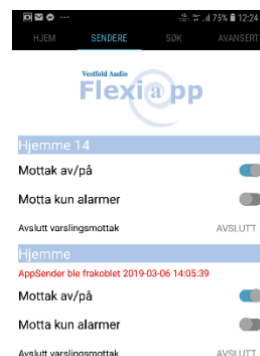 75% 12:24
HJEM SENDERE SØK AVANSERT
Vestfold Audio
Flexiapp
Hjemme 14
Mottak av/på
Motta kun alarmer
Avslutt varslingsmottak AVSLUTT
Hjemme
AppSender ble frakoblet 2019-03-06 14:05:39
Mottak av/på
Motta kun alarmer
Avslutt varslingsmottak AVSLUTT